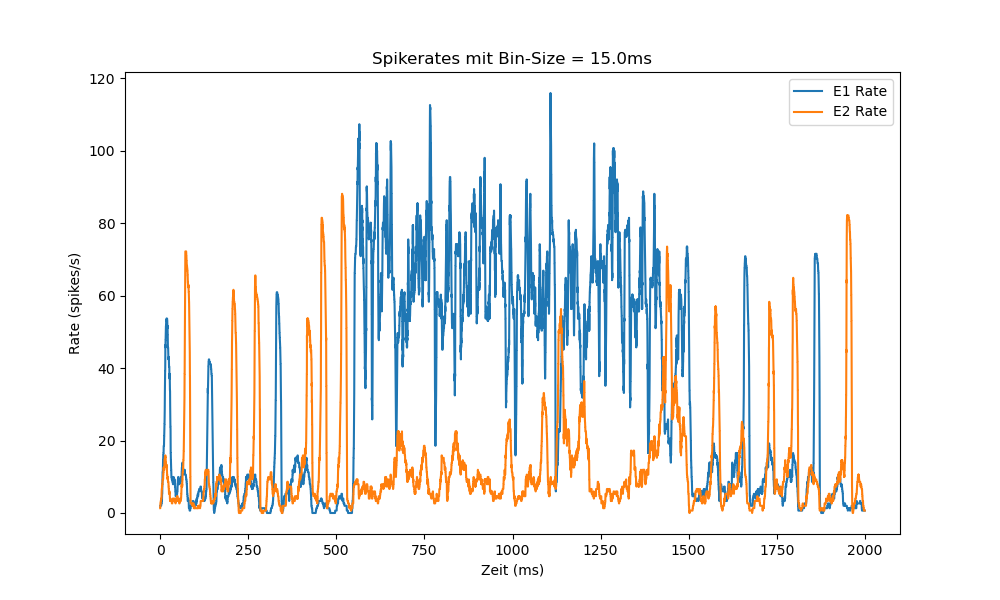 Spikerates mit Bin-Size = 15.0ms
E1 Rate
E2 Rate
120
100
80
60
40
20
0
Rate (spikes/s)
0 250 500 750 1000 1250 1500 1750 2000
Zeit (ms)